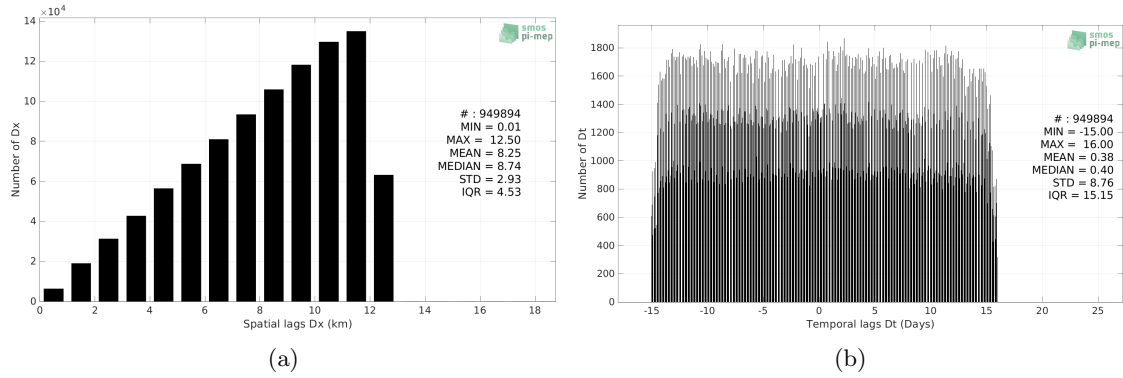 ×10⁴
14
12
10
8
6
4
2
0
Number of Dx
smos
pi-mep
# : 949894
MIN = 0.01
MAX = 12.50
MEAN = 8.25
MEDIAN = 8.74
STD = 2.93
IQR = 4.53
0 2 4 6 8 10 12 14 16 18
Spatial lags Dx (km)
(a)
1800
1600
1400
1200
1000
800
600
400
200
0
Number of Dt
smos
pi-mep
# : 949894
MIN = -15.00
MAX = 16.00
MEAN = 0.38
MEDIAN = 0.40
STD = 8.76
IQR = 15.15
-15 -10 -5 0 5 10 15 20 25
Temporal lags Dt (Days)
(b)